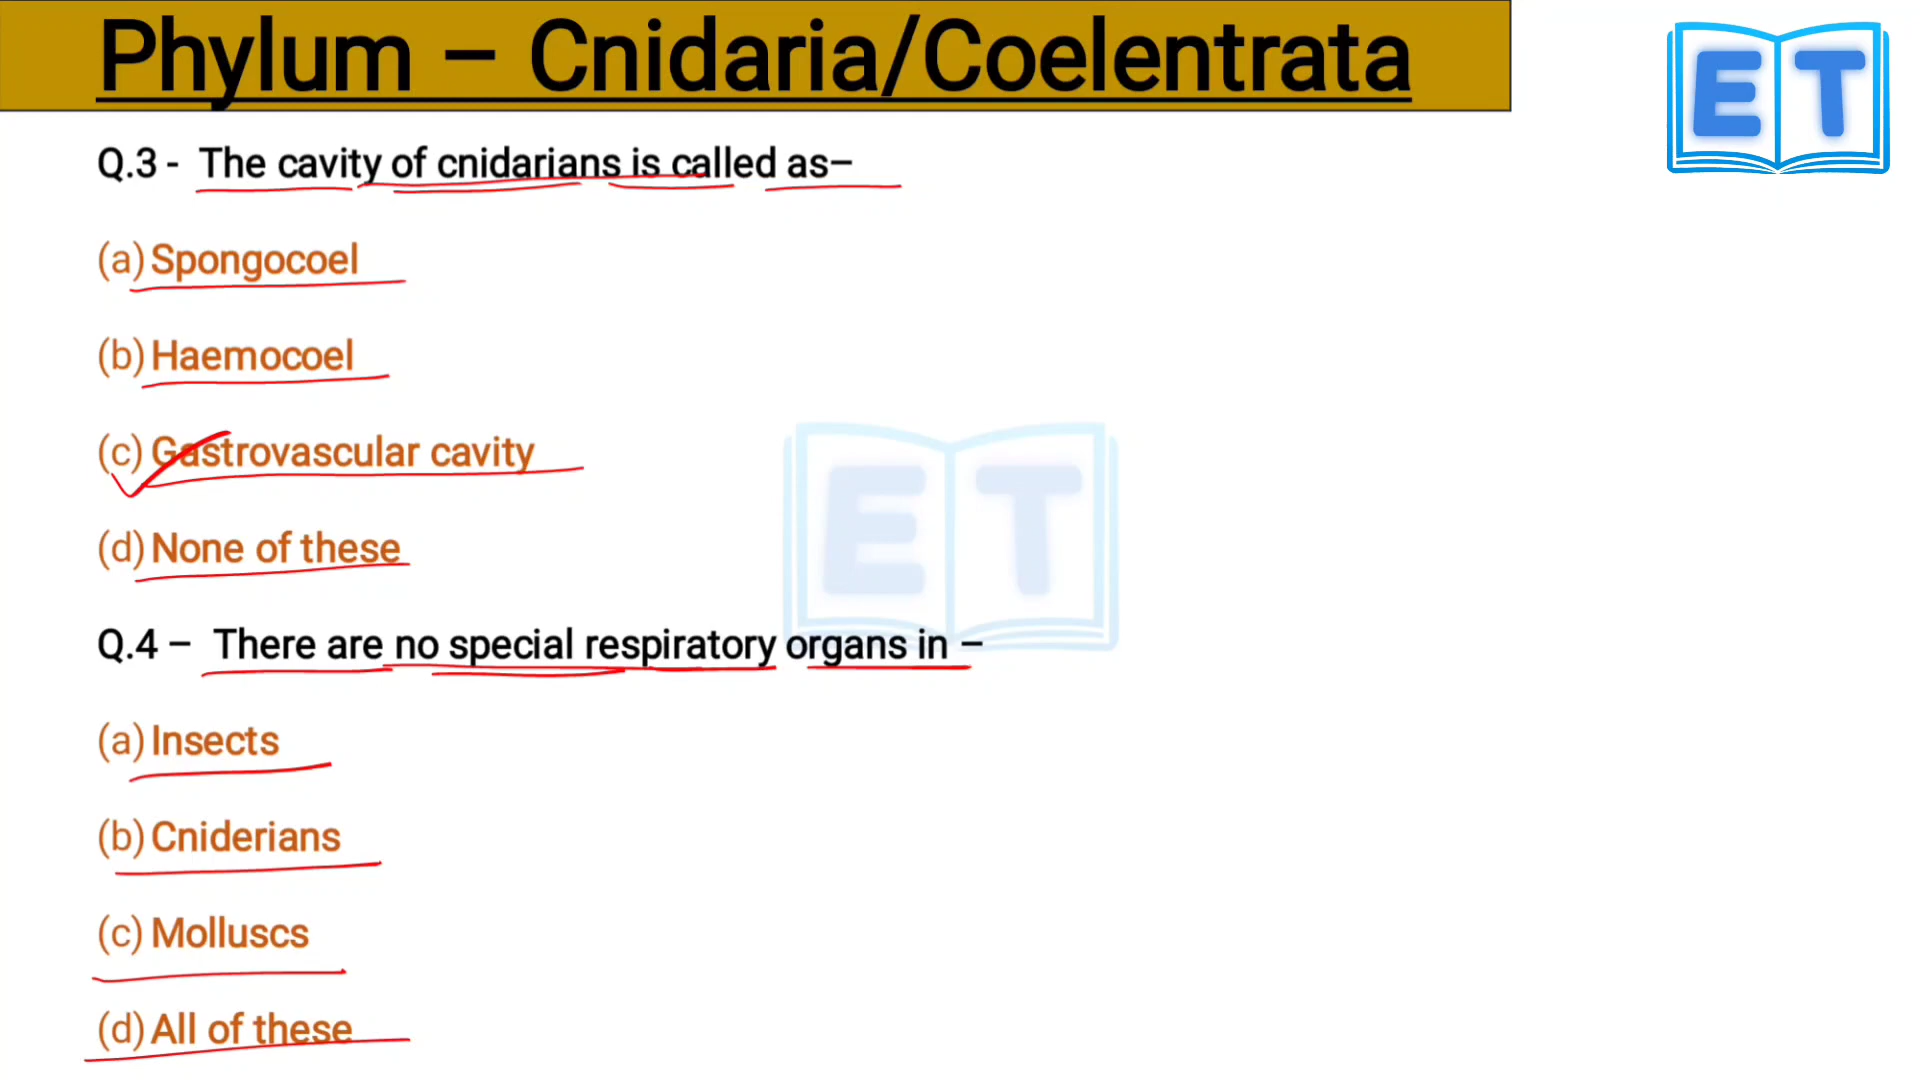 Phylum – Cnidaria/Coelentrata
ET
Q.3 - The cavity of cnidarians is called as–
(a) Spongocoel
(b) Haemocoel
(c) Gastrovascular cavity
(d) None of these
ET
Q.4 – There are no special respiratory organs in –
(a) Insects
(b) Cniderians
(c) Molluscs
(d) All of these